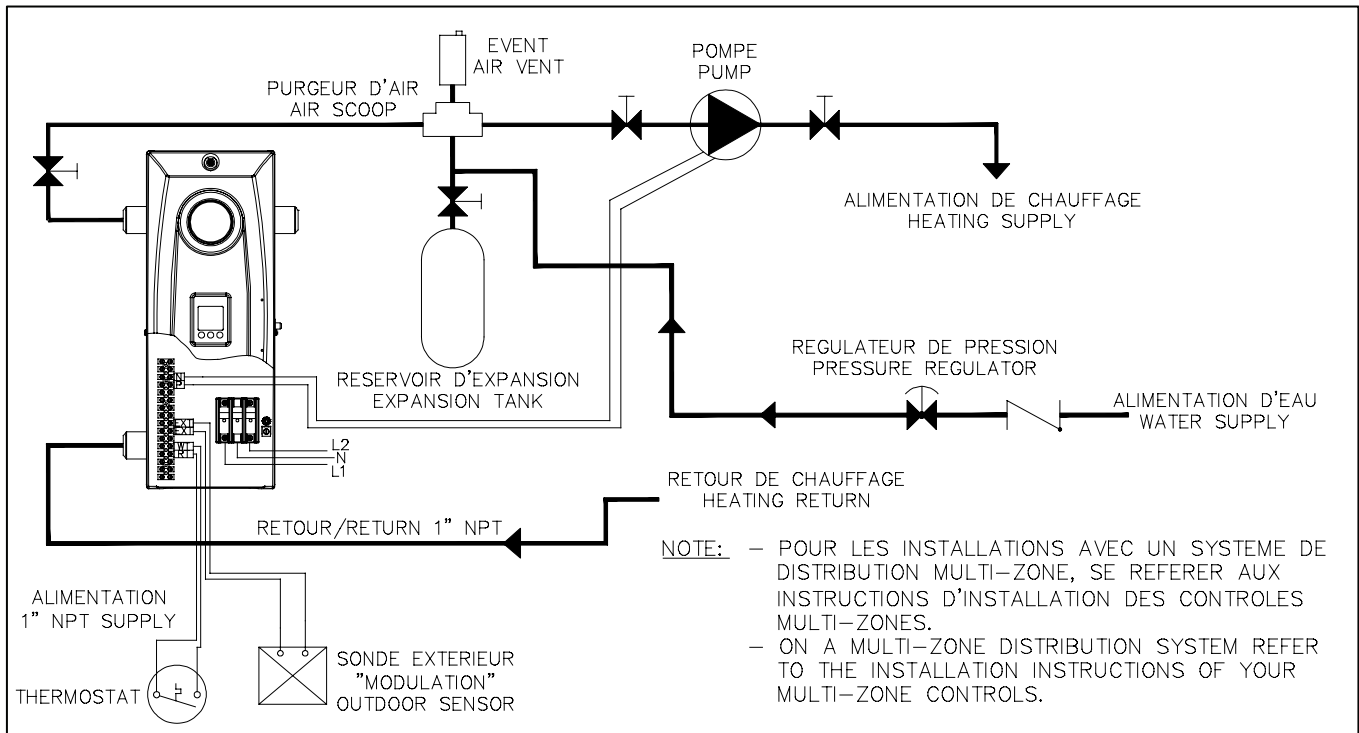 EVENT
AIR VENT
POMPE
PUMP
PURGEUR D'AIR
AIR SCOOP
ALIMENTATION DE CHAUFFAGE
HEATING SUPPLY
REGULATEUR DE PRESSION
PRESSURE REGULATOR
RESERVOIR D'EXPANSION
EXPANSION TANK
ALIMENTATION D'EAU
WATER SUPPLY
L2
N
L1
RETOUR DE CHAUFFAGE
HEATING RETURN
RETOUR/RETURN 1" NPT
NOTE: - POUR LES INSTALLATIONS AVEC UN SYSTEME DE
DISTRIBUTION MULTI-ZONE, SE REFERER AUX
INSTRUCTIONS D'INSTALLATION DES CONTROLES
MULTI-ZONES.
- ON A MULTI-ZONE DISTRIBUTION SYSTEM REFER
TO THE INSTALLATION INSTRUCTIONS OF YOUR
MULTI-ZONE CONTROLS.
ALIMENTATION
1" NPT SUPPLY
THERMOSTAT
SONDE EXTERIEUR
"MODULATION"
OUTDOOR SENSOR